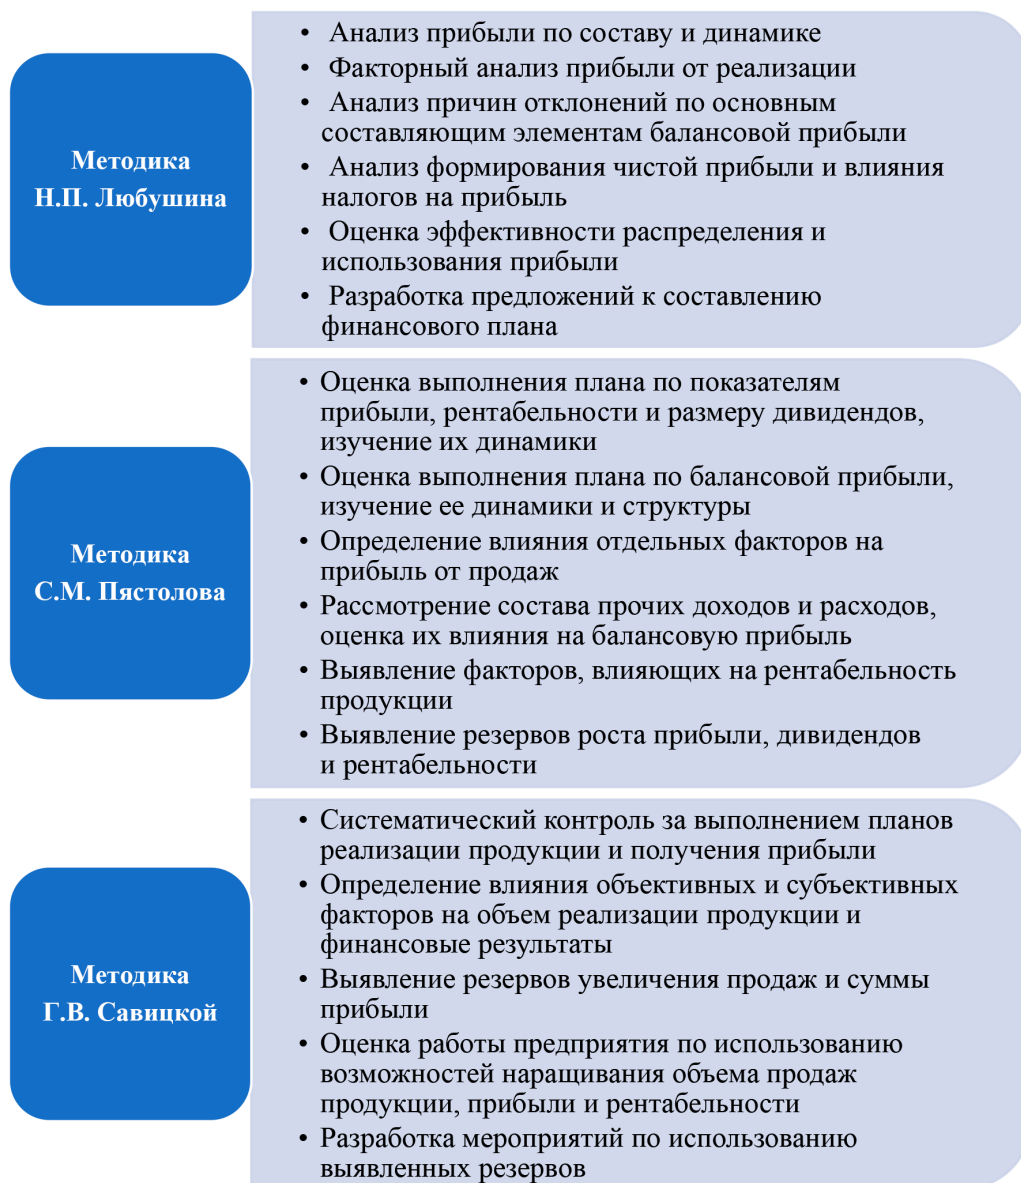 Методика
Н.П. Любушина
• Анализ прибыли по составу и динамике
• Факторный анализ прибыли от реализации
• Анализ причин отклонений по основным
составляющим элементам балансовой прибыли
• Анализ формирования чистой прибыли и влияния
налогов на прибыль
• Оценка эффективности распределения и
использования прибыли
• Разработка предложений к составлению
финансового плана
Методика
С.М. Пястолова
• Оценка выполнения плана по показателям
прибыли, рентабельности и размеру дивидендов,
изучение их динамики
• Оценка выполнения плана по балансовой прибыли,
изучение ее динамики и структуры
• Определение влияния отдельных факторов на
прибыль от продаж
• Рассмотрение состава прочих доходов и расходов,
оценка их влияния на балансовую прибыль
• Выявление факторов, влияющих на рентабельность
продукции
• Выявление резервов роста прибыли, дивидендов
и рентабельности
Методика
Г.В. Савицкой
• Систематический контроль за выполнением планов
реализации продукции и получения прибыли
• Определение влияния объективных и субъективных
факторов на объем реализации продукции и
финансовые результаты
• Выявление резервов увеличения продаж и суммы
прибыли
• Оценка работы предприятия по использованию
возможностей наращивания объема продаж
продукции, прибыли и рентабельности
• Разработка мероприятий по использованию
выявленных резервов